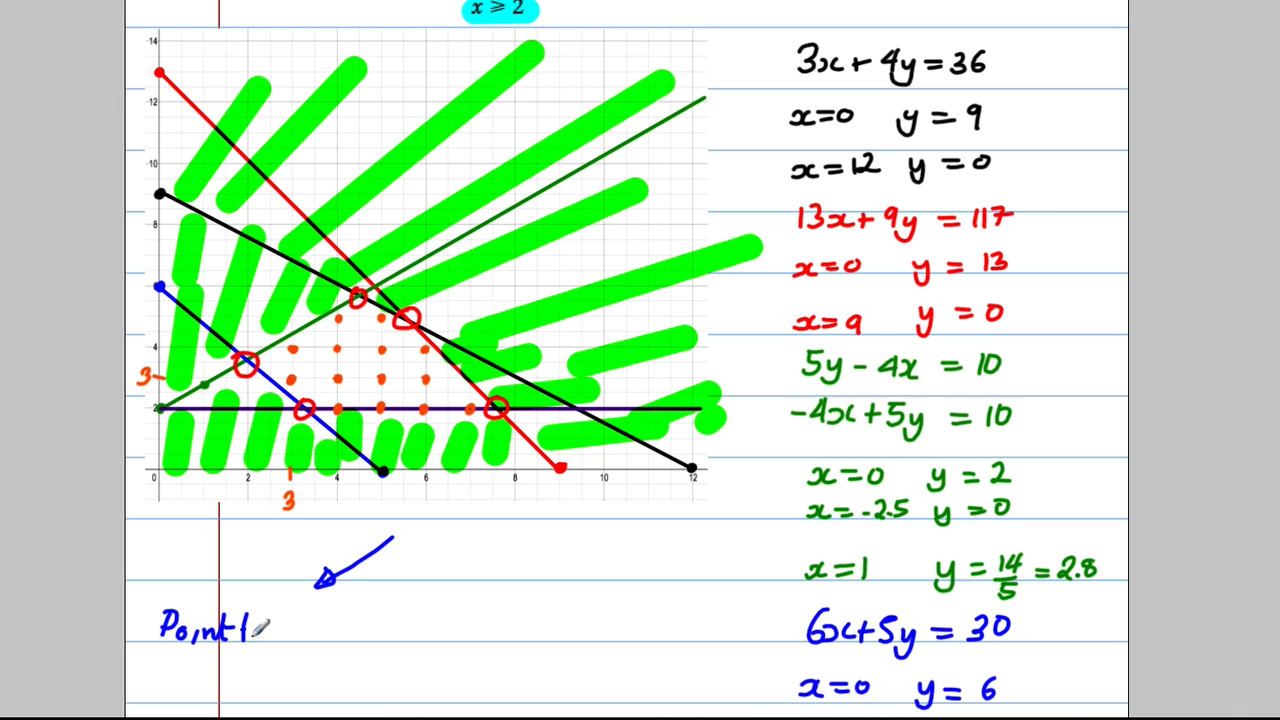 x ⩾ 2
14
12
10
8
4
2
0
2
4
6
8
10
12
3
3
3x + 4y = 36
x=0 y = 9
x=12 y = 0
13x + 9y = 117
x=0 y = 13
x=9 y = 0
5y - 4x = 10
-4x+5y = 10
x=0 y = 2
x=-2.5 y = 0
x=1 y = 14/5 = 2.8
6x+5y = 30
x=0 y = 6
Point